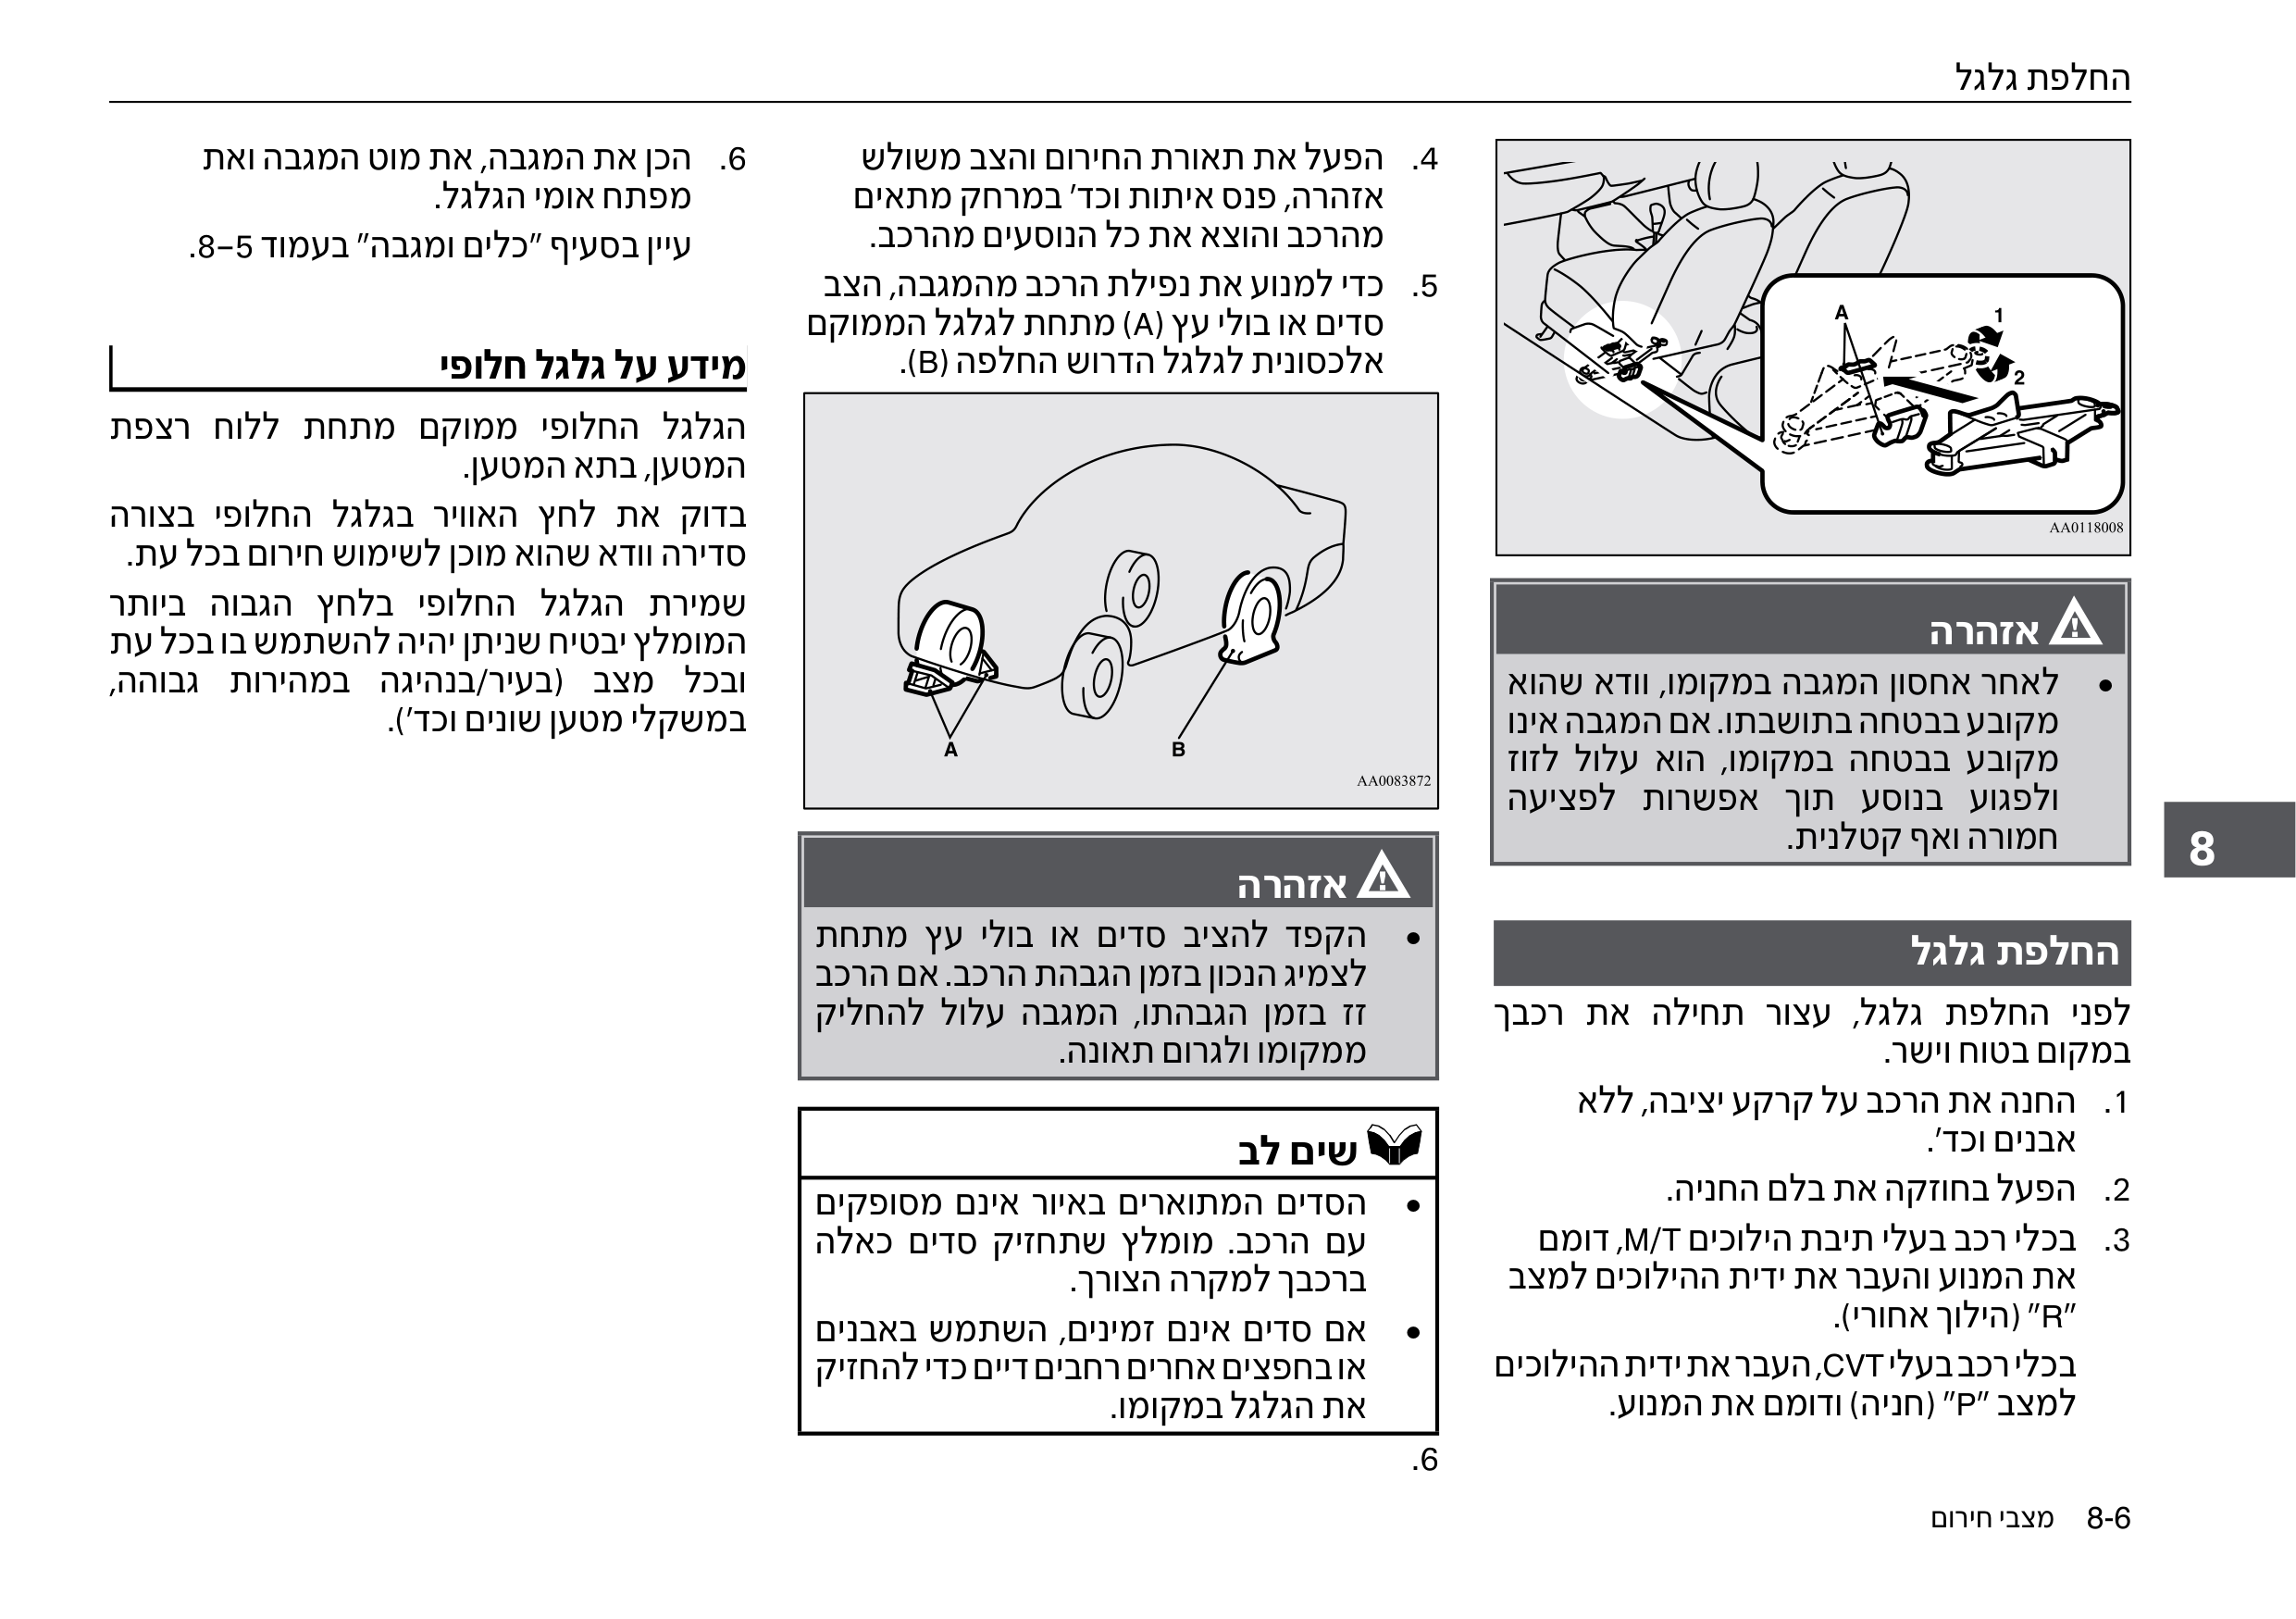 החלפת גלגל
A
1
2
AA0118008
אזהרה
• לאחר אחסון המגבה במקומו, וודא שהוא
מקובע בבטחה בתושבתו. אם המגבה אינו
מקובע בבטחה במקומו, הוא עלול לזוז
ולפגוע בנוסע תוך אפשרות לפציעה
חמורה ואף קטלנית.
החלפת גלגל
לפני החלפת גלגל, עצור תחילה את רכבך
במקום בטוח וישר.
1. החנה את הרכב על קרקע יציבה, ללא
אבנים וכד'.
2. הפעל בחוזקה את בלם החניה.
3. בכלי רכב בעלי תיבת הילוכים M/T, דומם
את המנוע והעבר את ידית ההילוכים למצב
"R" (הילוך אחורי).
בכלי רכב בעלי CVT, העבר את ידית ההילוכים
למצב "P" (חניה) ודומם את המנוע.
4. הפעל את תאורת החירום והצב משולש
אזהרה, פנס איתות וכד' במרחק מתאים
מהרכב והוצא את כל הנוסעים מהרכב.
5. כדי למנוע את נפילת הרכב מהמגבה, הצב
סדים או בולי עץ (A) מתחת לגלגל הממוקם
אלכסונית לגלגל הדרוש החלפה (B).
A
B
AA0083872
אזהרה
• הקפד להציב סדים או בולי עץ מתחת
לצמיג הנכון בזמן הגבהת הרכב. אם הרכב
זז בזמן הגבהתו, המגבה עלול להחליק
ממקומו ולגרום תאונה.
שים לב
• הסדים המתוארים באיור אינם מסופקים
עם הרכב. מומלץ שתחזיק סדים כאלה
ברכבך למקרה הצורך.
• אם סדים אינם זמינים, השתמש באבנים
או בחפצים אחרים רחבים דיים כדי להחזיק
את הגלגל במקומו.
6.
6. הכן את המגבה, את מוט המגבה ואת
מפתח אומי הגלגל.
עיין בסעיף "כלים ומגבה" בעמוד 8–5.
מידע על גלגל חלופי
הגלגל החלופי ממוקם מתחת ללוח רצפת
המטען, בתא המטען.
בדוק את לחץ האוויר בגלגל החלופי בצורה
סדירה וודא שהוא מוכן לשימוש חירום בכל עת.
שמירת הגלגל החלופי בלחץ הגבוה ביותר
המומלץ יבטיח שניתן יהיה להשתמש בו בכל עת
ובכל מצב (בעיר/בנהיגה במהירות גבוהה,
במשקלי מטען שונים וכד').
8
8-6 מצבי חירום